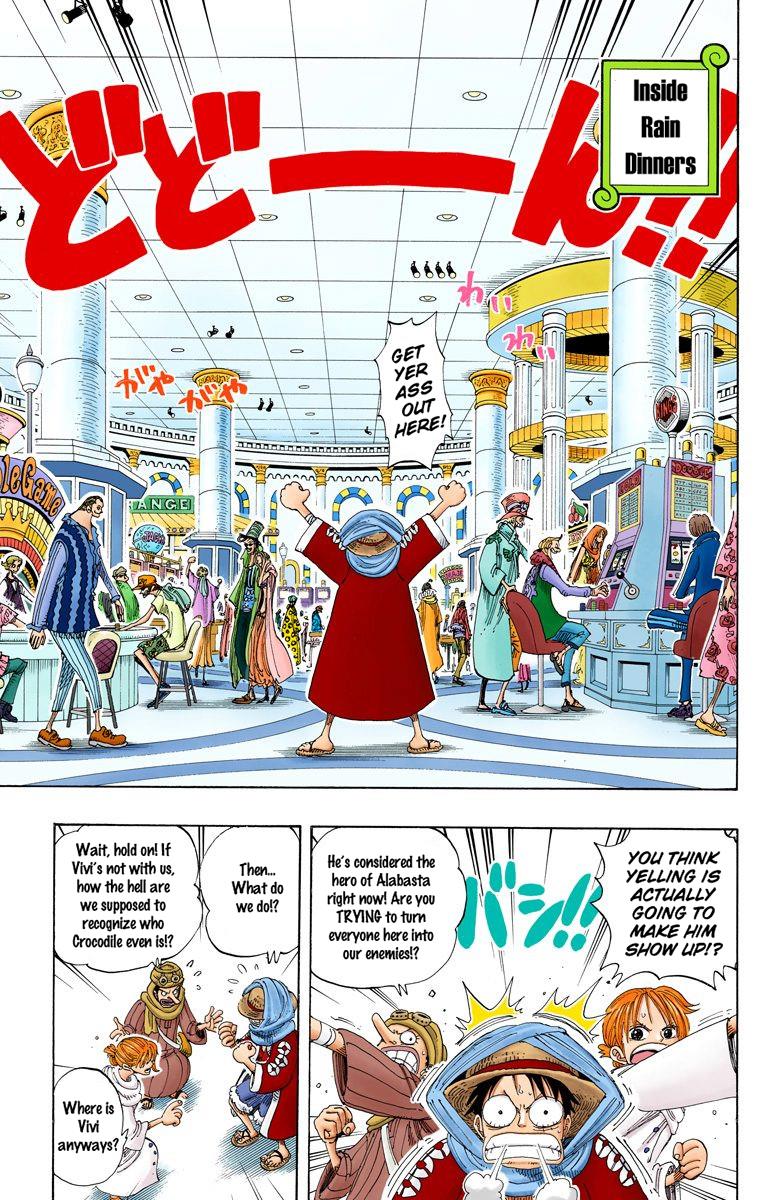 Inside
Rain
Dinners
どどーん!!
わい
わい
がや
がや
GET
YER
ASS
OUT
HERE!
leGame
ANGE
YOU THINK
YELLING IS
ACTUALLY
GOING TO
MAKE HIM
SHOW UP!?
バシ!!
He's considered the
hero of Alabasta
right now! Are you
TRYING to turn
everyone here into
our enemies!?
Then...
What do
we do!?
Wait, hold on! If
Vivi's not with us,
how the hell are
we supposed to
recognize who
Crocodile even is!?
Where is
Vivi
anyways?